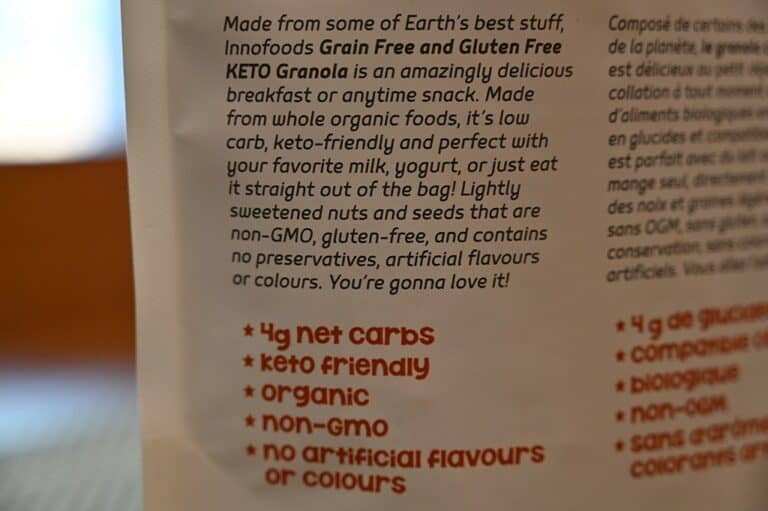 Made from some of Earth's best stuff,
Innofoods Grain Free and Gluten Free
KETO Granola is an amazingly delicious
breakfast or anytime snack. Made
from whole organic foods, it's low
carb, keto-friendly and perfect with
your favorite milk, yogurt, or just eat
it straight out of the bag! Lightly
sweetened nuts and seeds that are
non-GMO, gluten-free, and contains
no preservatives, artificial flavours
or colours. You're gonna love it!
* 4g net carbs
* keto friendly
* organic
* non-GMO
* no artificial flavours
or colours
Composé de certains des
de la planète, le granola
est délicieux au petit
collation à tout moment
d'aliments biologiques
en glucides et
est parfait avec du lait
mange seul, directement
des noix et graines
sans OGM, sans gluten,
conservation, sans
artificiels. Vous
* 4 g de glucides
*
* biologique
* non-OGM
* sans